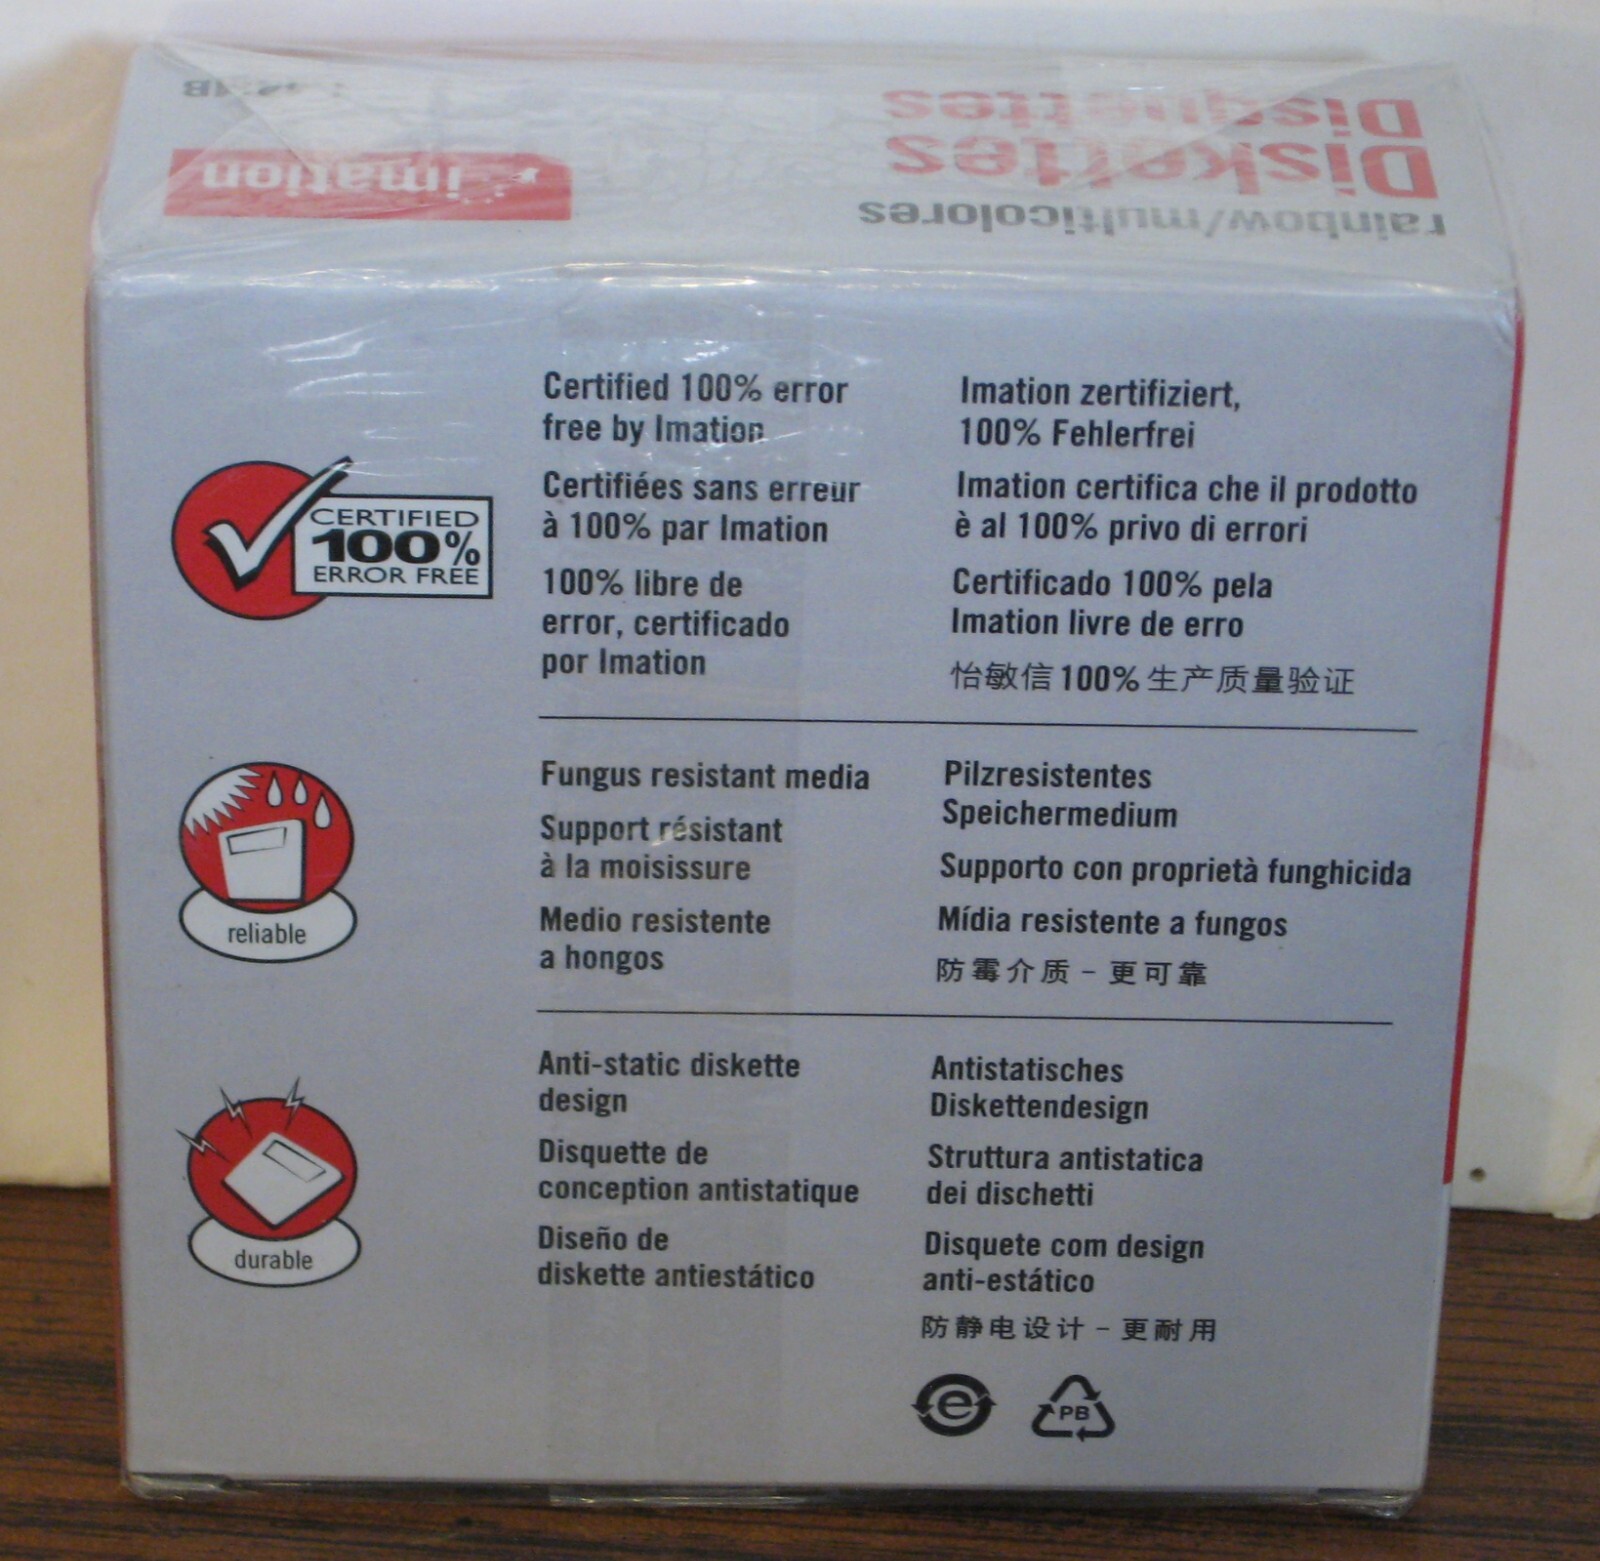 rainbow/multicolores
Diskettes
Disquettes
imation
CERTIFIED
100%
ERROR FREE
Certified 100% error
free by Imation
Certifiées sans erreur
à 100% par Imation
100% libre de
error, certificado
por Imation
Imation zertifiziert,
100% Fehlerfrei
Imation certifica che il prodotto
è al 100% privo di errori
Certificado 100% pela
Imation livre de erro
怡敏信100%生产质量验证
reliable
Fungus resistant media
Support résistant
à la moisissure
Medio resistente
a hongos
Pilzresistentes
Speichermedium
Supporto con proprietà funghicida
Mídia resistente a fungos
防霉介质-更可靠
durable
Anti-static diskette
design
Disquette de
conception antistatique
Diseño de
diskette antiestático
Antistatisches
Diskettendesign
Struttura antistatica
dei dischetti
Disquete com design
anti-estático
防静电设计-更耐用
e
PB